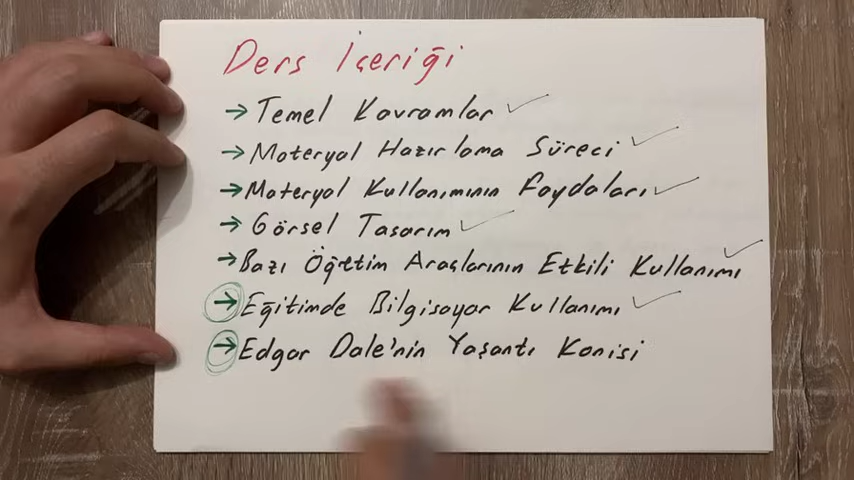 Ders İçeriği
→ Temel Kavramlar ✓
→ Materyal Hazırlama Süreci ✓
→ Materyal Kullanımının Faydaları ✓
→ Görsel Tasarım ✓
→ Bazı Öğretim Araçlarının Etkili Kullanımı ✓
→ Eğitimde Bilgisayar Kullanımı ✓
→ Edgar Dale'nin Yaşantı Konisi